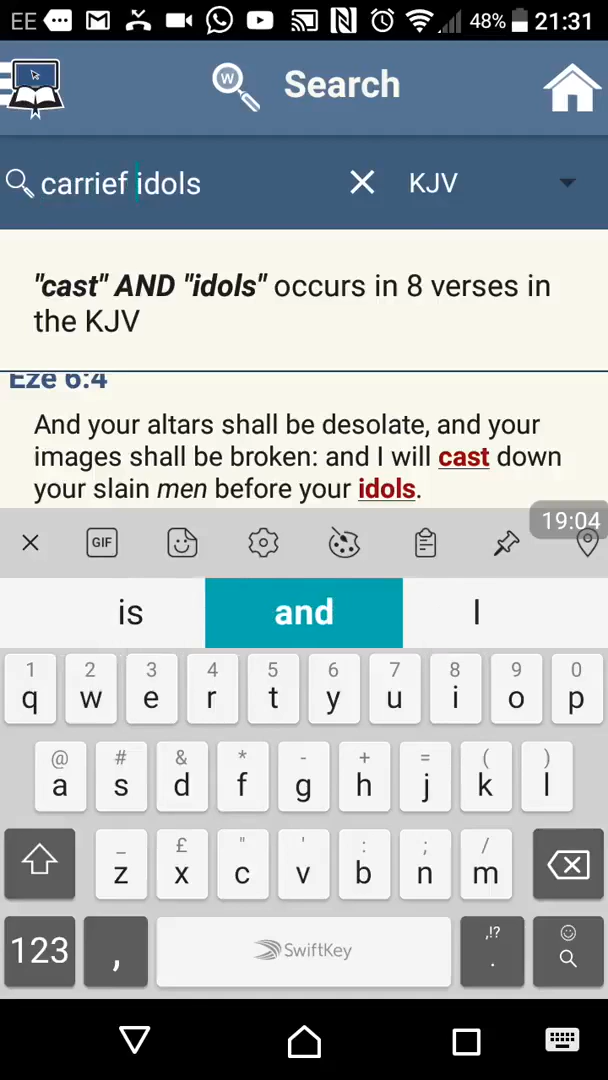 EE 48% 21:31
W Search
carrief idols KJV
"cast" AND "idols" occurs in 8 verses in
the KJV
Eze 6:4
And your altars shall be desolate, and your
images shall be broken: and I will cast down
your slain men before your idols.
19:04
GIF
is and I
1 2 3 4 5 6 7 8 9 0
q w e r t y u i o p
@ # & * - + = ( )
a s d f g h j k l
_ £ " ' : ; /
z x c v b n m
123 , SwiftKey ,!? .